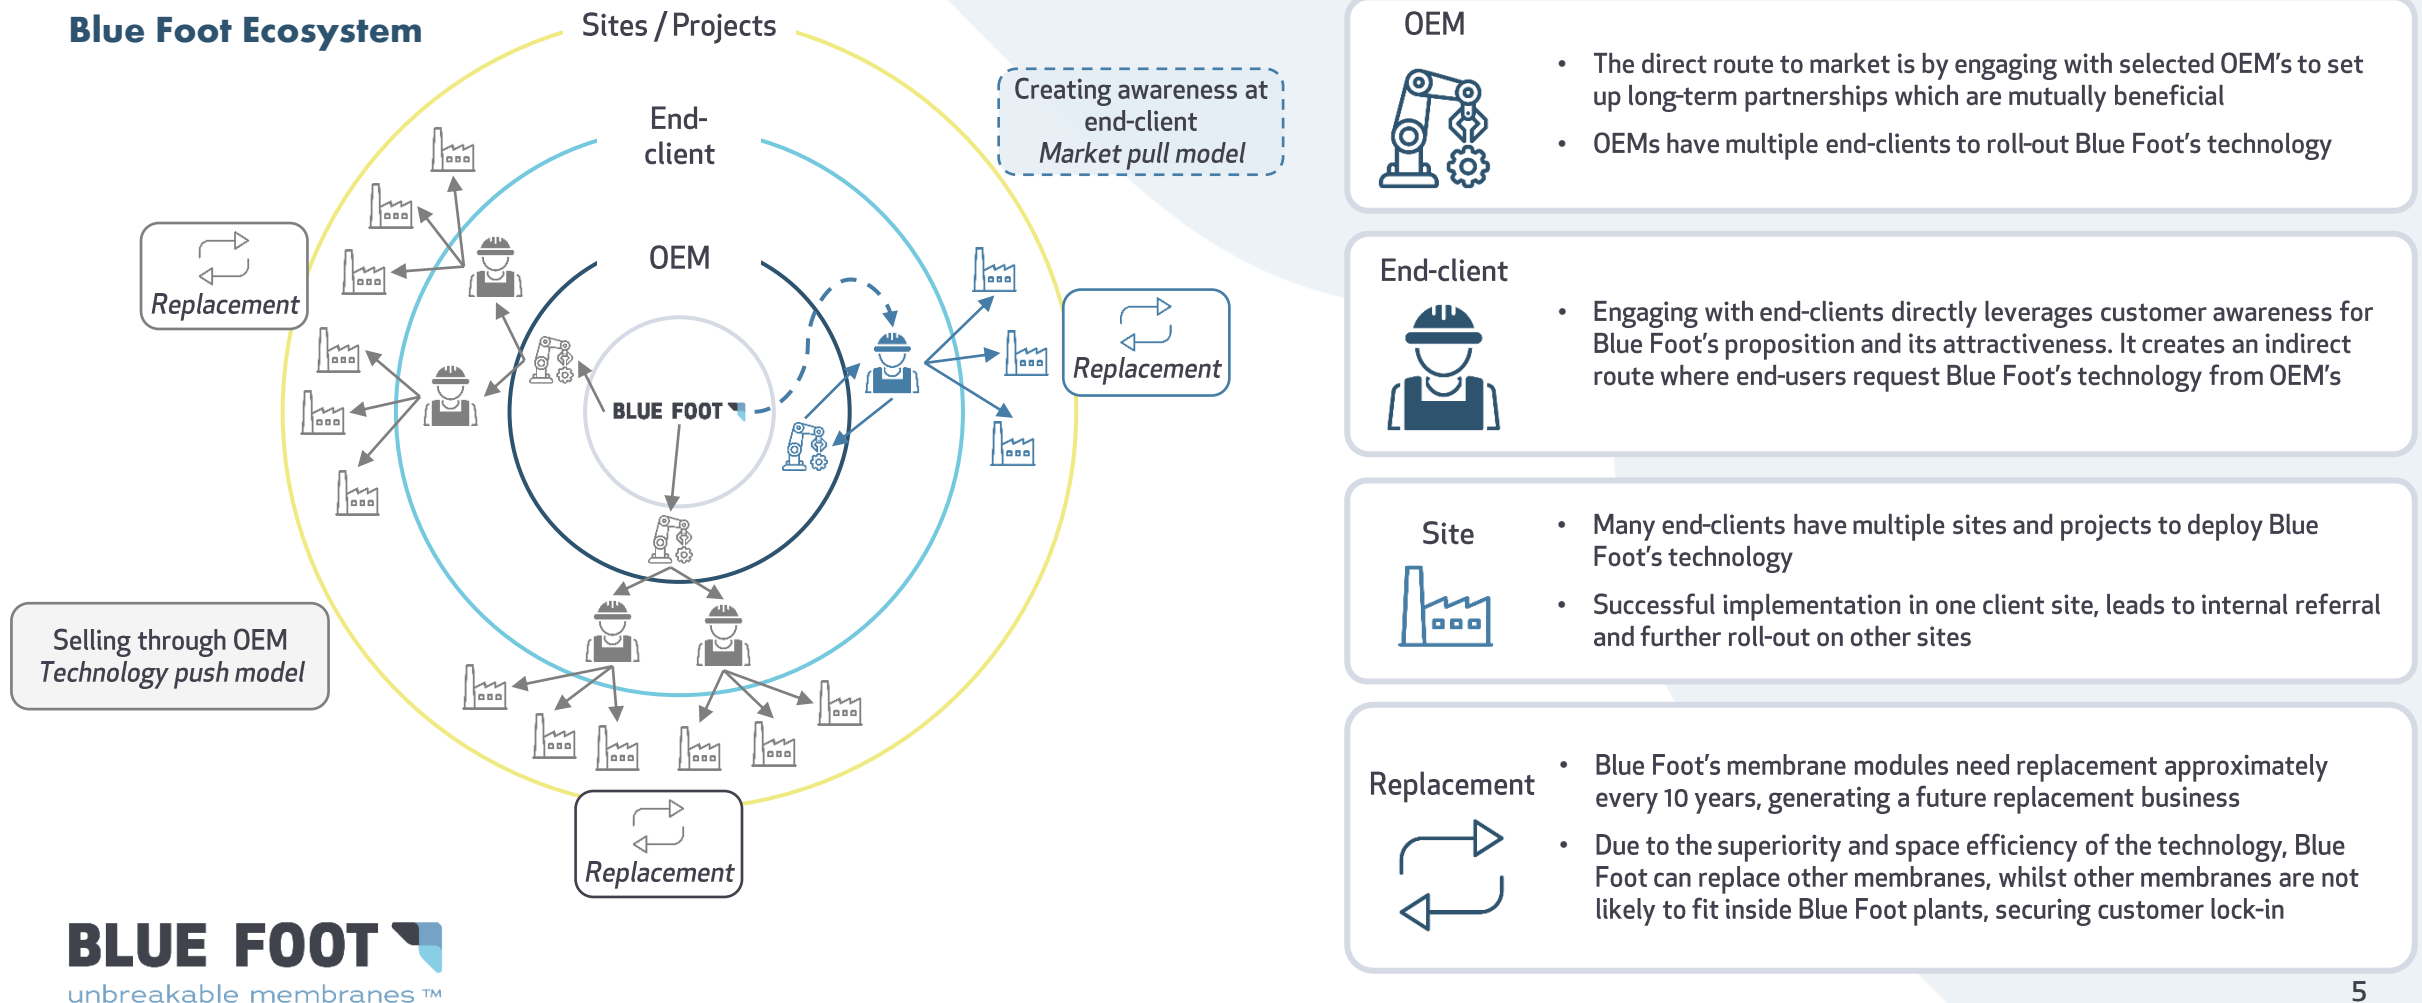 Blue Foot Ecosystem
Sites / Projects
End-
client
OEM
Creating awareness at
end-client
Market pull model
Replacement
Replacement
BLUE FOOT
Selling through OEM
Technology push model
Replacement
BLUE FOOT
unbreakable membranes ™
OEM
• The direct route to market is by engaging with selected OEM's to set
up long-term partnerships which are mutually beneficial
• OEMs have multiple end-clients to roll-out Blue Foot's technology
End-client
• Engaging with end-clients directly leverages customer awareness for
Blue Foot's proposition and its attractiveness. It creates an indirect
route where end-users request Blue Foot's technology from OEM's
Site
• Many end-clients have multiple sites and projects to deploy Blue
Foot's technology
• Successful implementation in one client site, leads to internal referral
and further roll-out on other sites
Replacement
• Blue Foot's membrane modules need replacement approximately
every 10 years, generating a future replacement business
• Due to the superiority and space efficiency of the technology, Blue
Foot can replace other membranes, whilst other membranes are not
likely to fit inside Blue Foot plants, securing customer lock-in
5